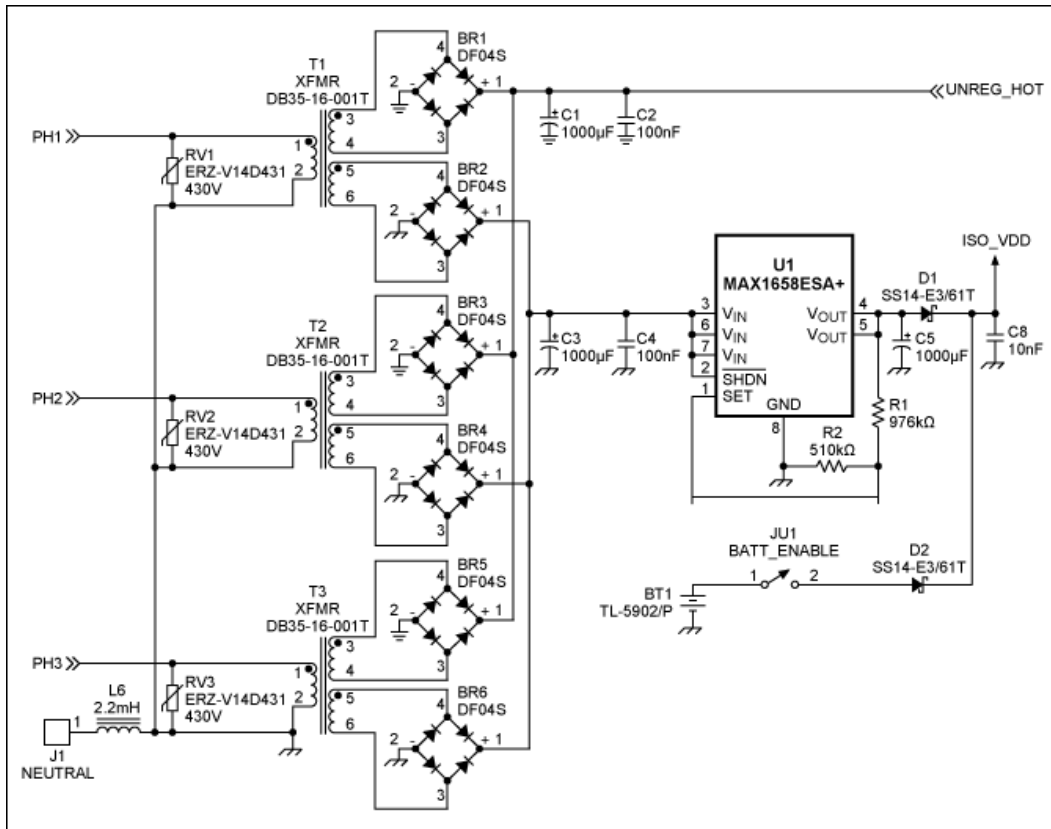 PH1
RV1
ERZ-V14D431
430V
T1
XFMR
DB35-16-001T
1
2
3
4
5
6
BR1
DF04S
4
2
-
+ 1
3
BR2
DF04S
4
2
-
+ 1
3
C1
1000µF
+
C2
100nF
UNREG_HOT
PH2
RV2
ERZ-V14D431
430V
T2
XFMR
DB35-16-001T
1
2
3
4
5
6
BR3
DF04S
4
2
-
+ 1
3
BR4
DF04S
4
2
-
+ 1
3
C3
1000µF
+
C4
100nF
U1
MAX1658ESA+
3
VIN
6
VIN
7
VIN
2
SHDN
1
SET
GND
8
VOUT
4
VOUT
5
D1
SS14-E3/61T
ISO_VDD
C5
1000µF
+
C8
10nF
R1
976kΩ
R2
510kΩ
JU1
BATT_ENABLE
1
2
D2
SS14-E3/61T
BT1
TL-5902/P
PH3
RV3
ERZ-V14D431
430V
L6
2.2mH
1
J1
NEUTRAL
T3
XFMR
DB35-16-001T
1
2
3
4
5
6
BR5
DF04S
4
2
-
+ 1
3
BR6
DF04S
4
2
-
+ 1
3